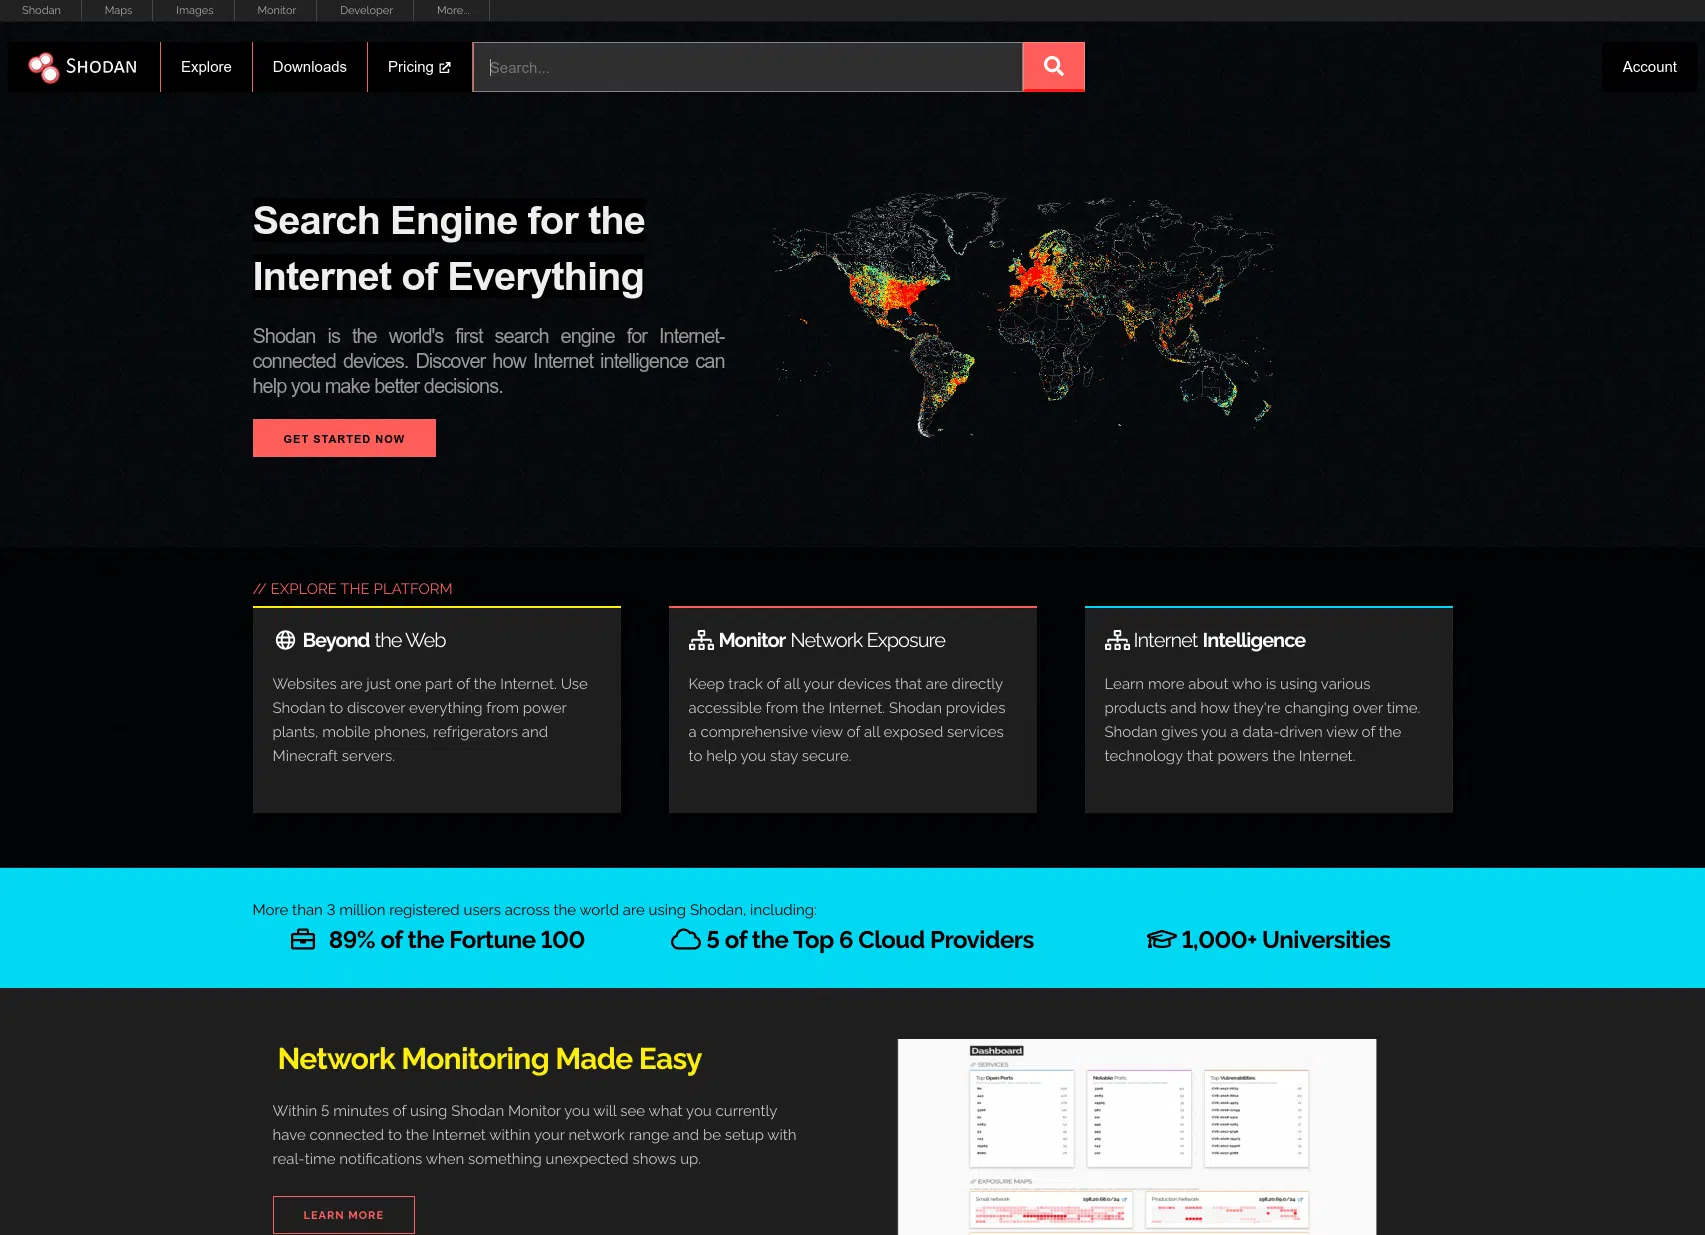 Shodan
Maps
Images
Monitor
Developer
More...
SHODAN
Explore
Downloads
Pricing
Search...
Account
Search Engine for the
Internet of Everything
Shodan is the world's first search engine for Internet-
connected devices. Discover how Internet intelligence can
help you make better decisions.
GET STARTED NOW
// EXPLORE THE PLATFORM
Beyond the Web
Websites are just one part of the Internet. Use
Shodan to discover everything from power
plants, mobile phones, refrigerators and
Minecraft servers.
Monitor Network Exposure
Keep track of all your devices that are directly
accessible from the Internet. Shodan provides
a comprehensive view of all exposed services
to help you stay secure.
Internet Intelligence
Learn more about who is using various
products and how they're changing over time.
Shodan gives you a data-driven view of the
technology that powers the Internet.
More than 3 million registered users across the world are using Shodan, including:
89% of the Fortune 100
5 of the Top 6 Cloud Providers
1,000+ Universities
Network Monitoring Made Easy
Within 5 minutes of using Shodan Monitor you will see what you currently
have connected to the Internet within your network range and be setup with
real-time notifications when something unexpected shows up.
LEARN MORE
Dashboard
// SERVICES
Top Open Ports
Notable Ports
Top Vulnerabilities
// EXPOSURE MAPS
Small network
198.20.68.0/24
Production Network
198.20.69.0/24